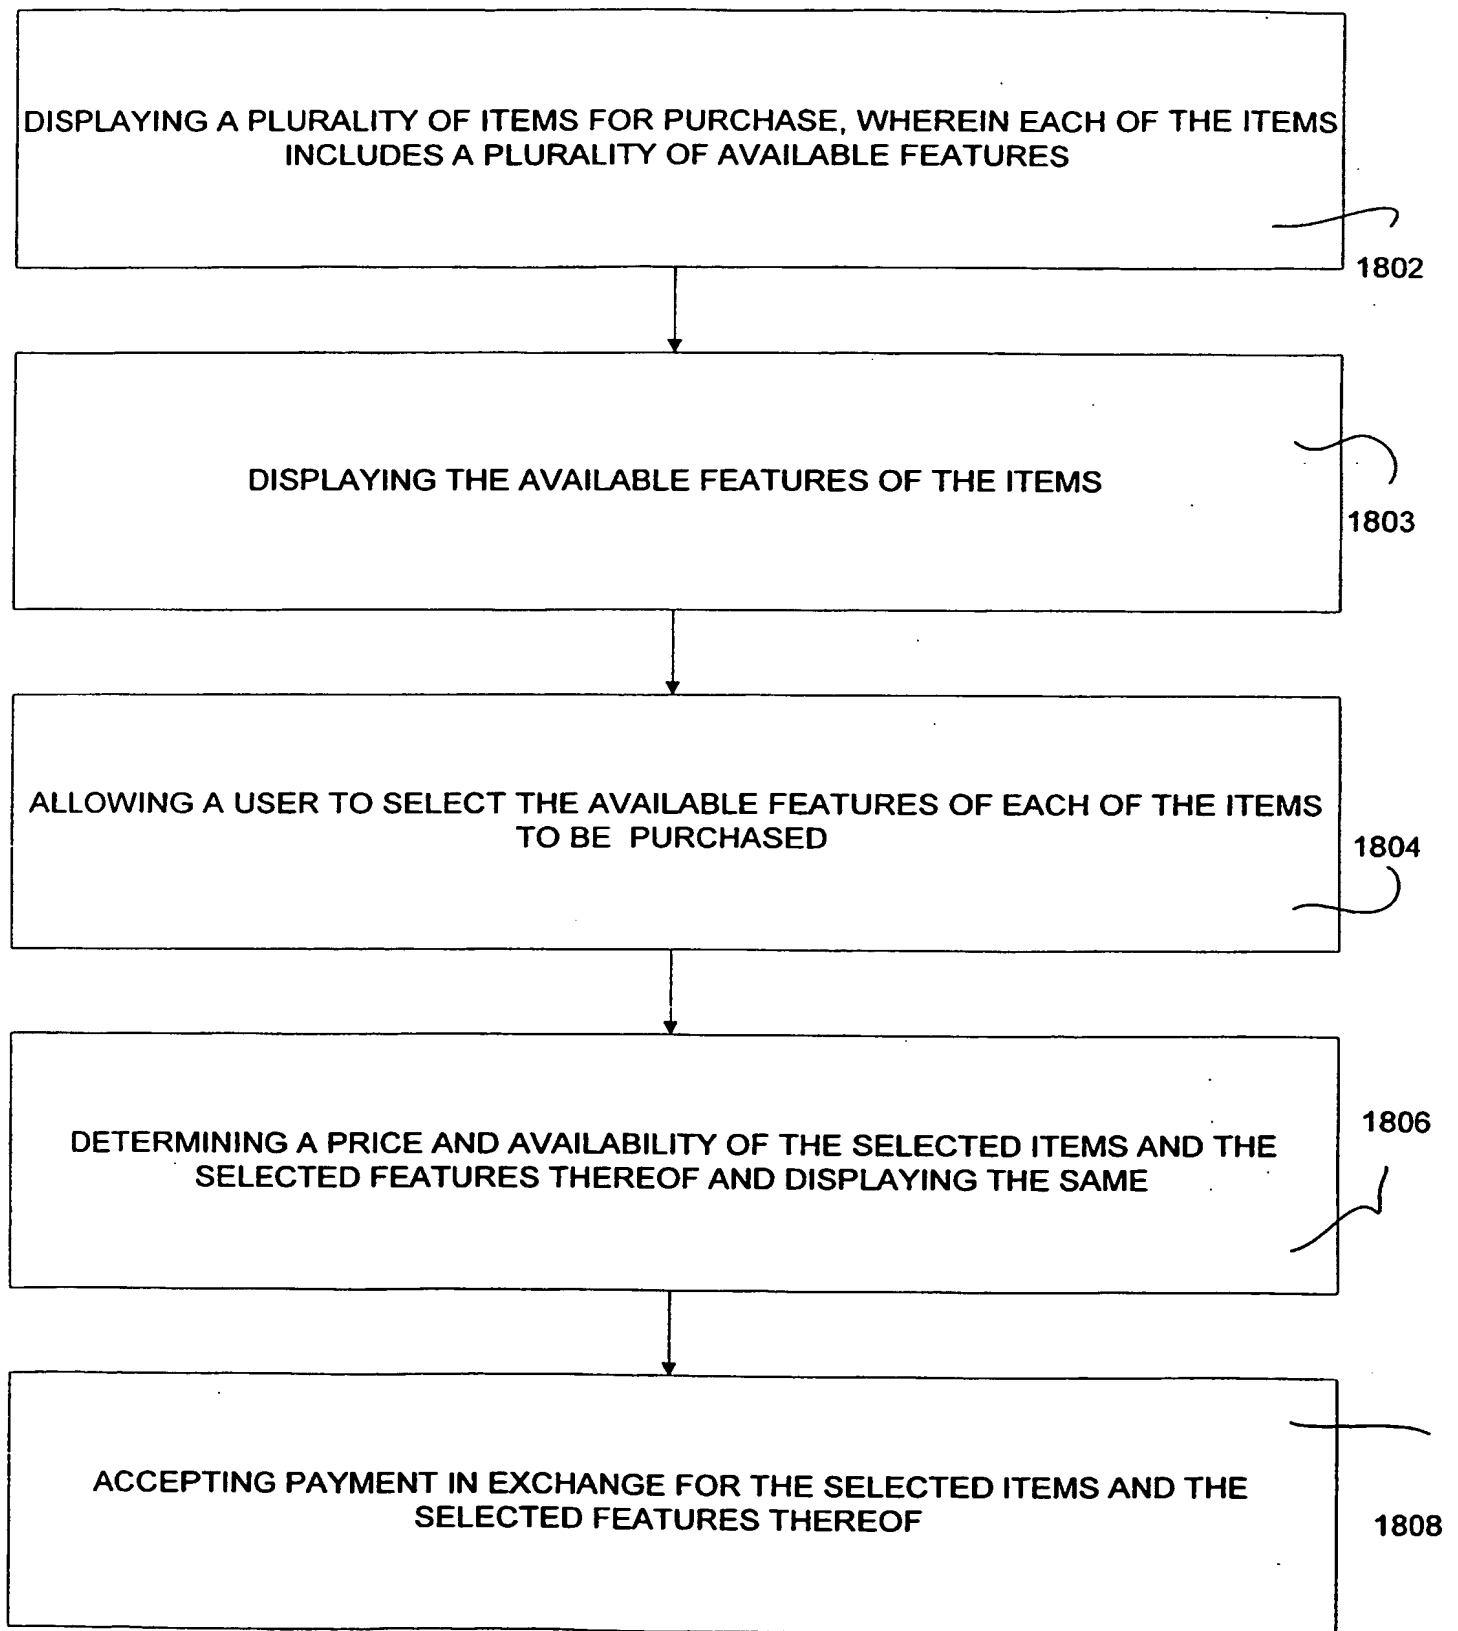 DISPLAYING A PLURALITY OF ITEMS FOR PURCHASE, WHEREIN EACH OF THE ITEMS
INCLUDES A PLURALITY OF AVAILABLE FEATURES
1802
DISPLAYING THE AVAILABLE FEATURES OF THE ITEMS
1803
ALLOWING A USER TO SELECT THE AVAILABLE FEATURES OF EACH OF THE ITEMS
TO BE PURCHASED
1804
DETERMINING A PRICE AND AVAILABILITY OF THE SELECTED ITEMS AND THE
SELECTED FEATURES THEREOF AND DISPLAYING THE SAME
1806
ACCEPTING PAYMENT IN EXCHANGE FOR THE SELECTED ITEMS AND THE
SELECTED FEATURES THEREOF
1808